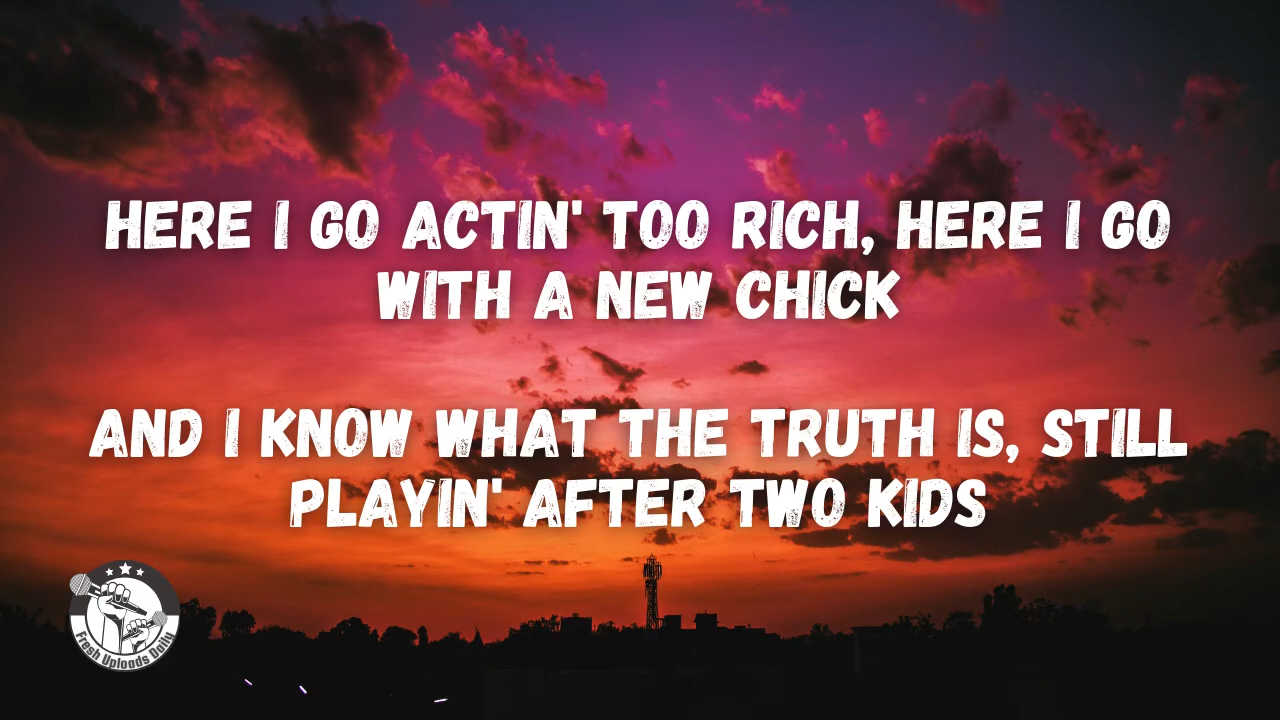 HERE I GO ACTIN' TOO RICH, HERE I GO
WITH A NEW CHICK
AND I KNOW WHAT THE TRUTH IS, STILL
PLAYIN' AFTER TWO KIDS
Fresh Uploads Daily